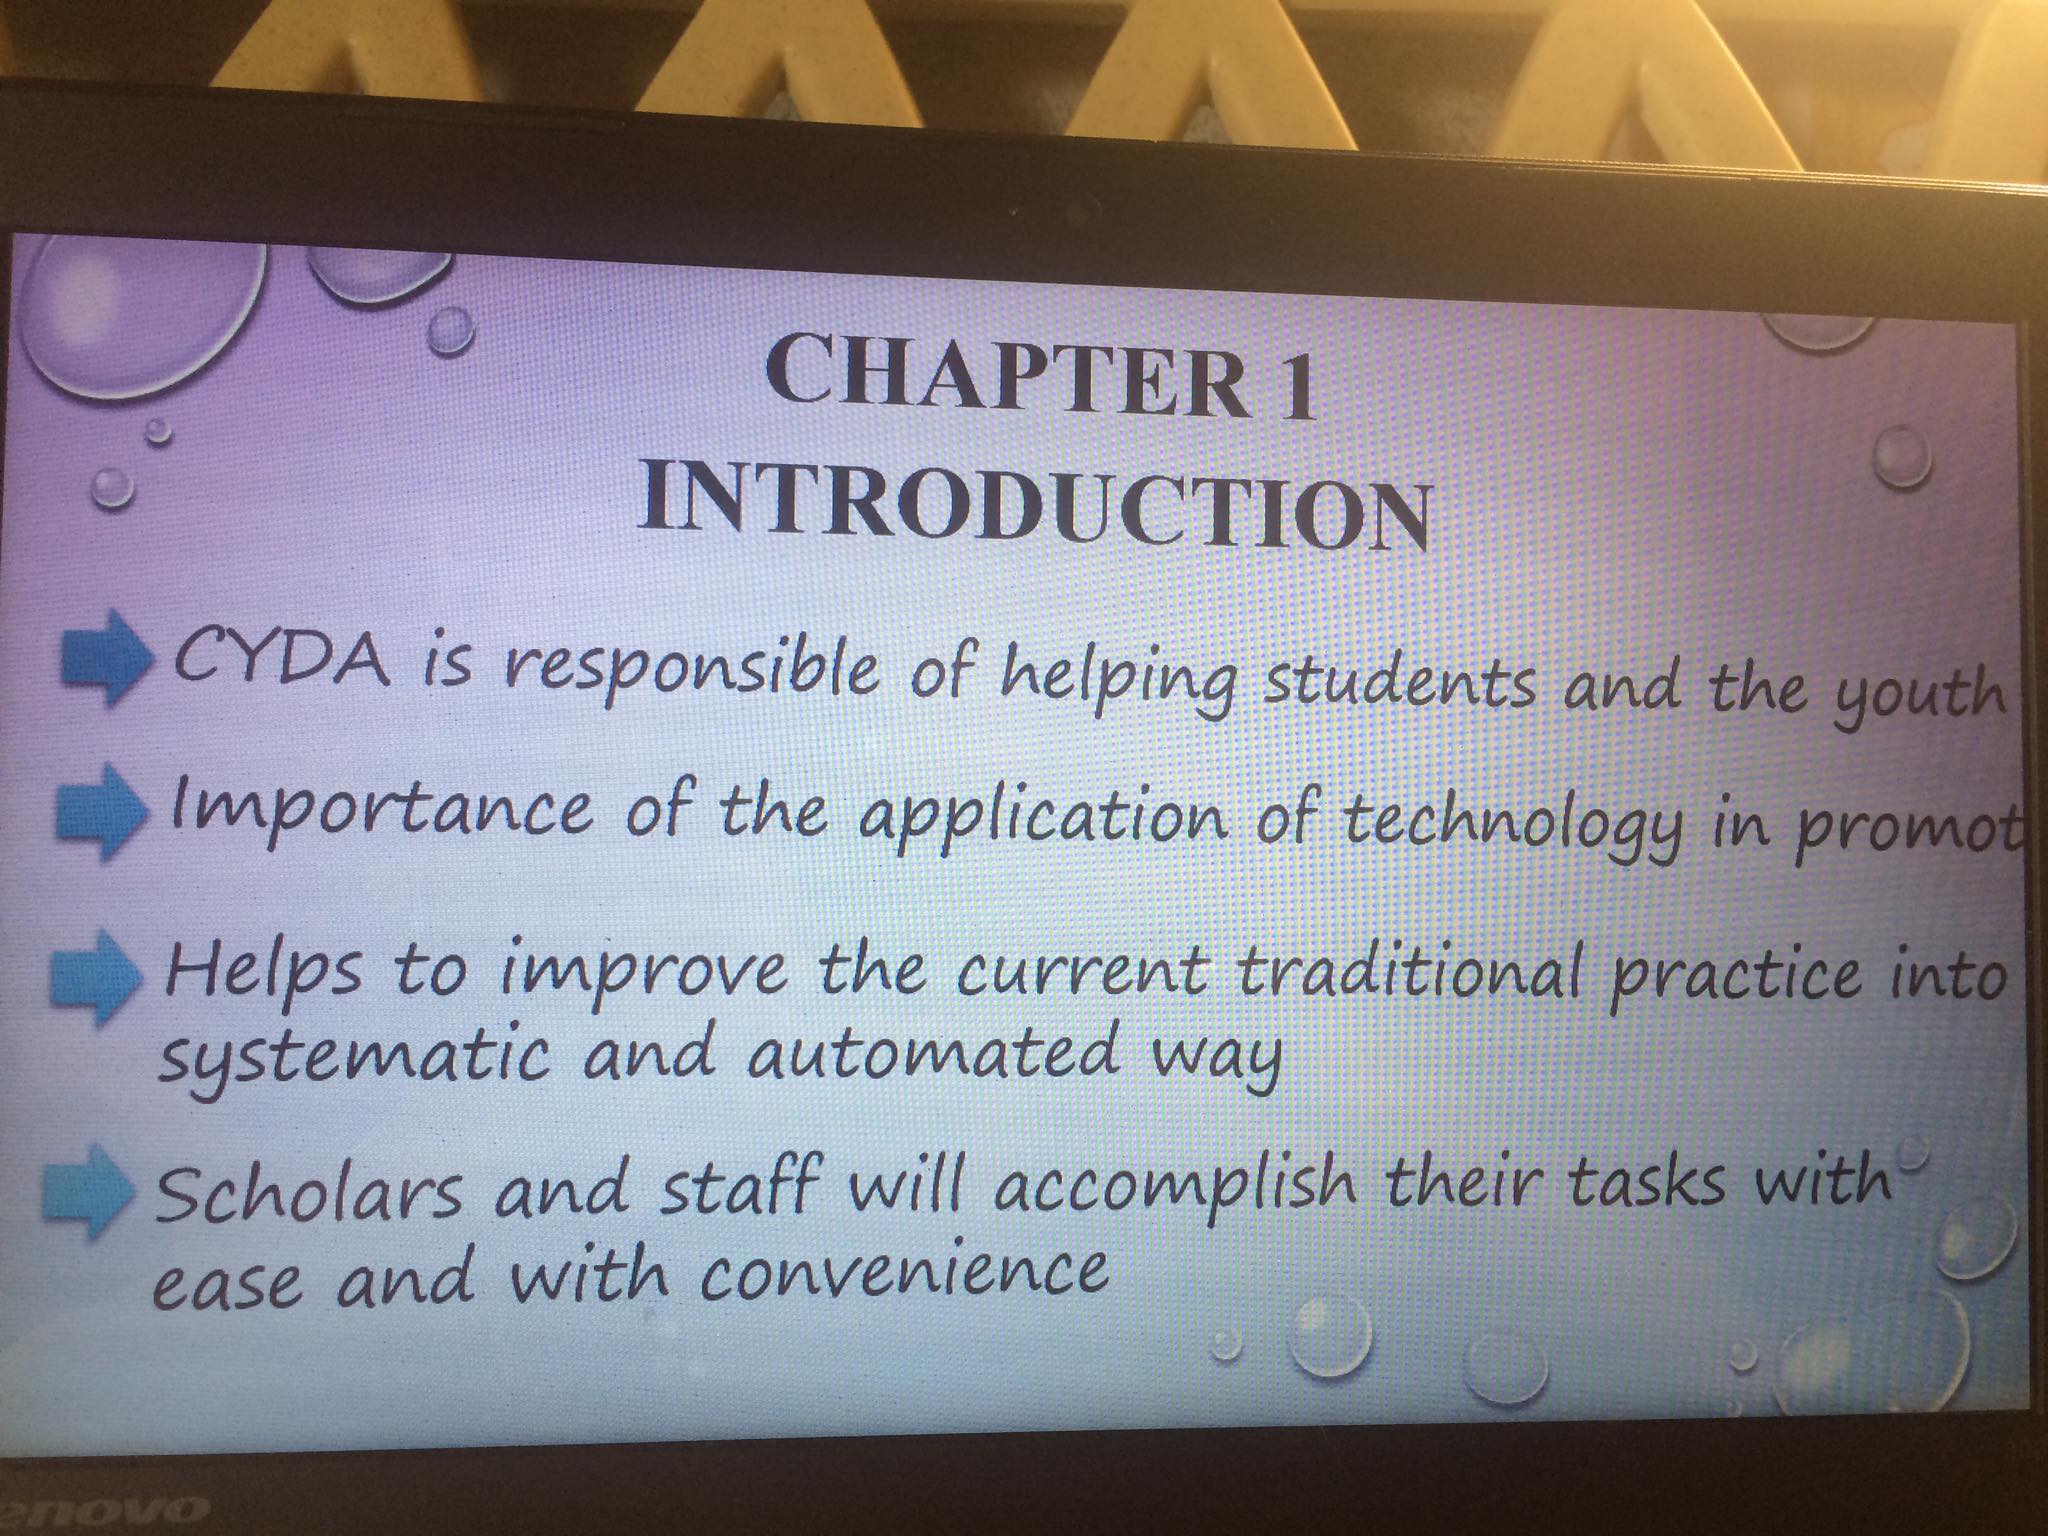 CHAPTER 1
INTRODUCTION
CYDA is responsible of helping students and the youth
Importance of the application of technology in promot
Helps to improve the current traditional practice into
systematic and automated way
Scholars and staff will accomplish their tasks with
ease and with convenience
enovo